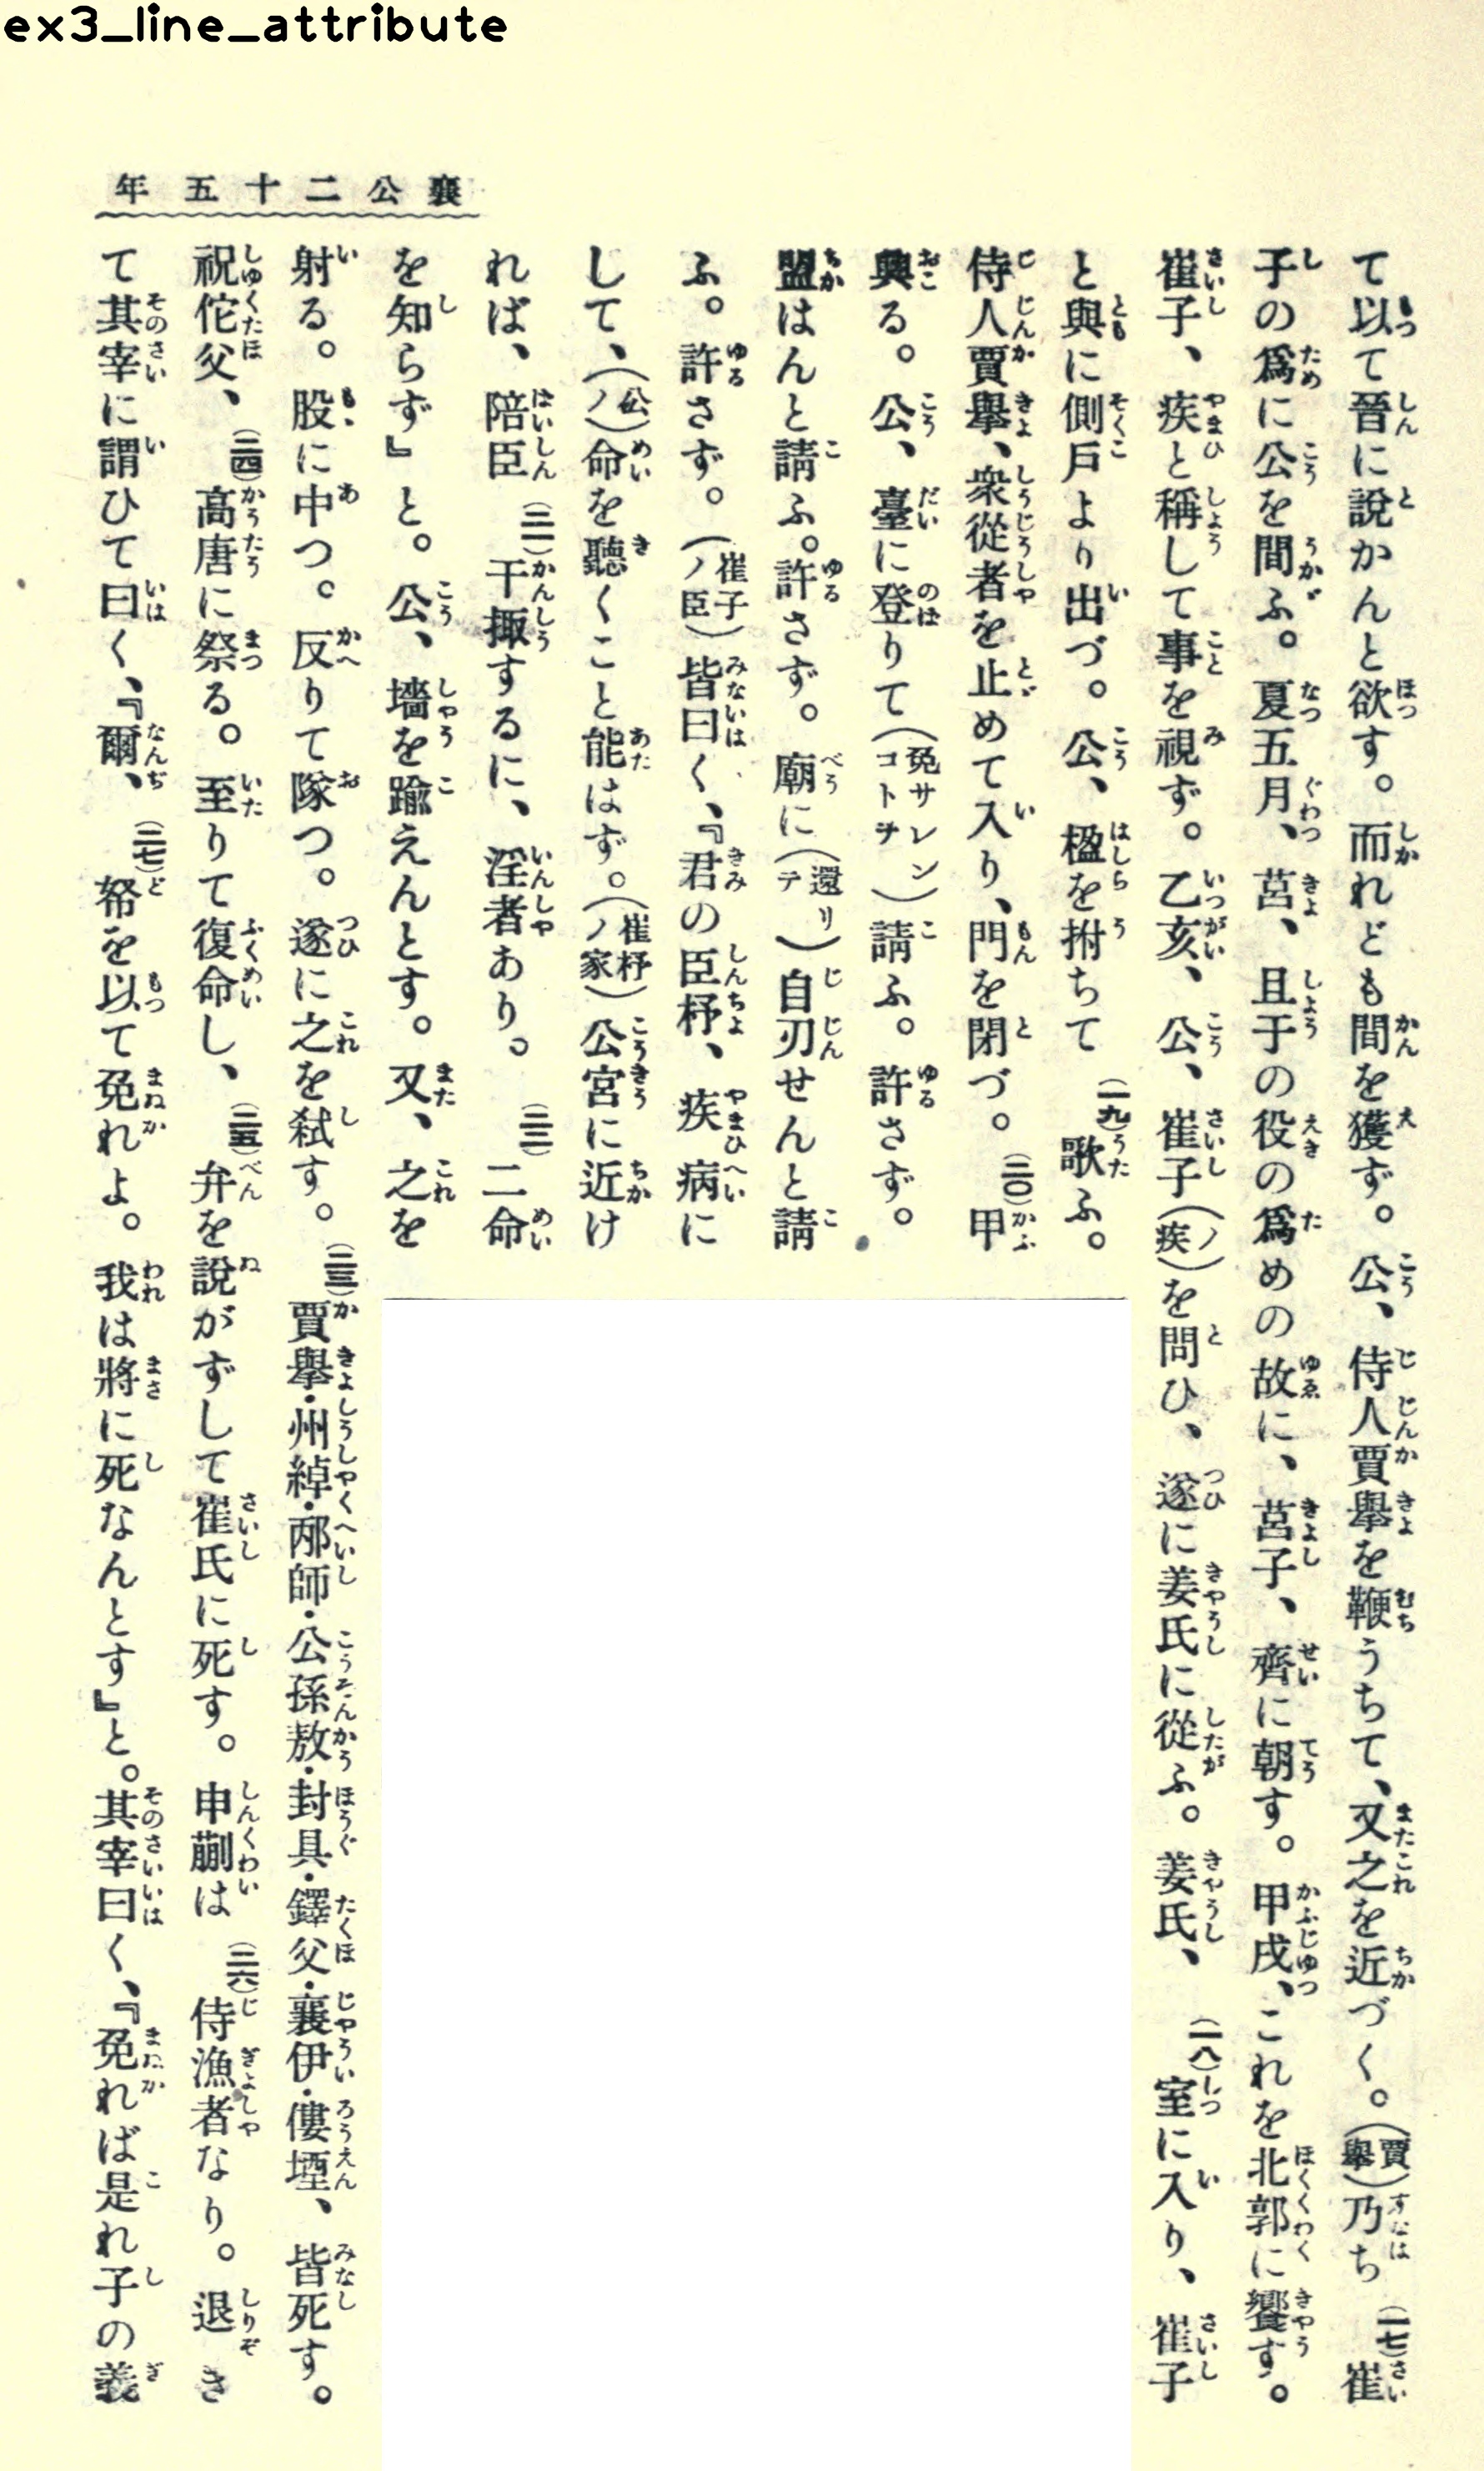 ex3_line_attribute
襄公二十五年
て以て晉に說かんと欲す。而れども間を獲ず。公、侍人賈擧を鞭うちて、又之を近づく。(賈擧)乃ち(一七)崔
子の爲に公を間ふ。夏五月、莒、且于の役の爲めの故に、莒子、齊に朝す。甲戌、これを北郭に饗す。
崔子、疾と稱して事を視ず。乙亥、公、崔子(ノ疾)を問ひ、遂に姜氏に從ふ。姜氏、(一八)室に入り、崔子
と與に側戶より出づ。公、楹を拊ちて(一九)歌ふ。
侍人賈擧、衆從者を止めて入り、門を閉づ。(二〇)甲
興る。公、臺に登りて(免サレンコトヲ)請ふ。許さず。
盟はんと請ふ。許さず。廟に(還リテ)自刃せんと請
ふ。許さず。(崔子ノ臣)皆曰く、『君の臣杼、疾病に
して、(公ノ)命を聽くこと能はず。(崔杼ノ家)公宮に近け
れば、陪臣(二一)干掫するに、淫者あり。(二二)二命
を知らず』と。公、墻を踰えんとす。又、之を
射る。股に中つ。反りて隊つ。遂に之を弑す。(二三)賈擧・州綽・邴師・公孫敖・封具・鐸父・襄伊・僂堙、皆死す。
祝佗父、(二四)高唐に祭る。至りて復命し、(二五)弁を說がずして崔氏に死す。申蒯は(二六)侍漁者なり。退き
て其宰に謂ひて曰く、『爾、(二七)帑を以て免れよ。我は將に死なんとす』と。其宰曰く、『免れば是れ子の義